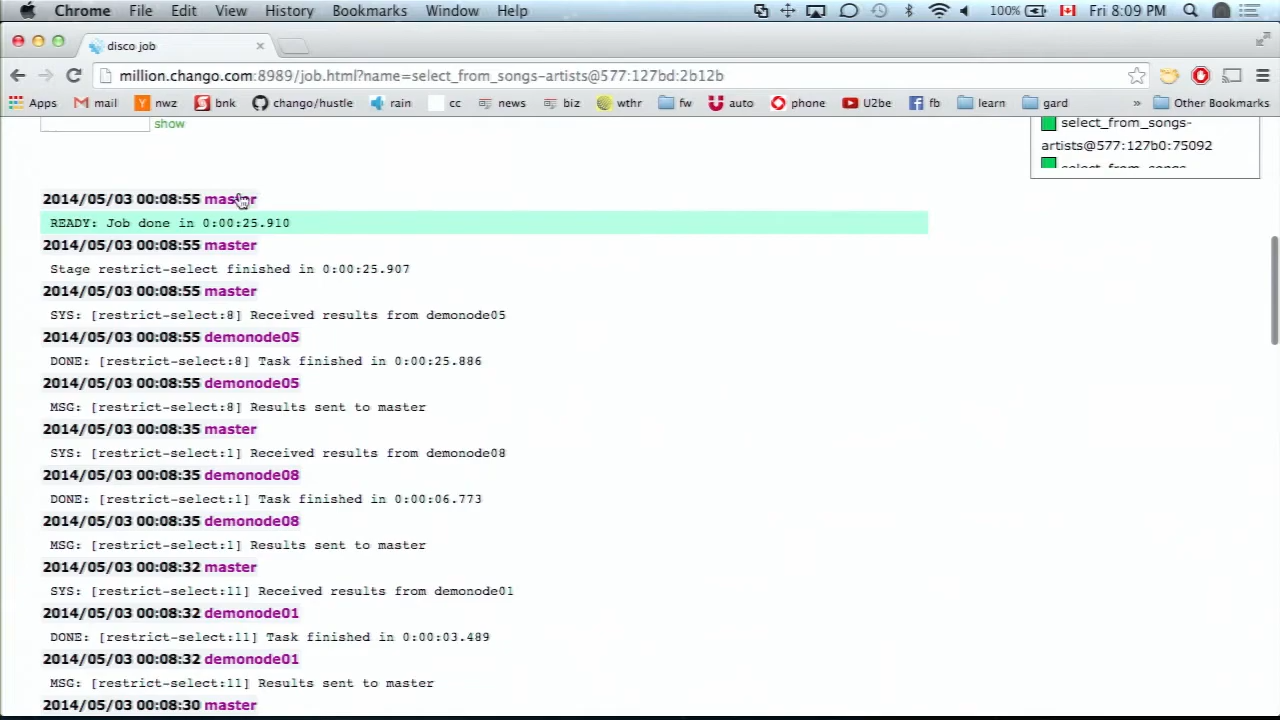 Chrome File Edit View History Bookmarks Window Help 100% Fri 8:09 PM
disco job
million.chango.com:8989/job.html?name=select_from_songs-artists@577:127bd:2b12b
Apps mail nwz bnk chango/hustle rain cc news biz wthr fw auto phone U2be fb learn gard » Other Bookmarks
show
select_from_songs-
artists@577:127b0:75092
select_from_songs-
2014/05/03 00:08:55 master
READY: Job done in 0:00:25.910
2014/05/03 00:08:55 master
Stage restrict-select finished in 0:00:25.907
2014/05/03 00:08:55 master
SYS: [restrict-select:8] Received results from demonode05
2014/05/03 00:08:55 demonode05
DONE: [restrict-select:8] Task finished in 0:00:25.886
2014/05/03 00:08:55 demonode05
MSG: [restrict-select:8] Results sent to master
2014/05/03 00:08:35 master
SYS: [restrict-select:1] Received results from demonode08
2014/05/03 00:08:35 demonode08
DONE: [restrict-select:1] Task finished in 0:00:06.773
2014/05/03 00:08:35 demonode08
MSG: [restrict-select:1] Results sent to master
2014/05/03 00:08:32 master
SYS: [restrict-select:11] Received results from demonode01
2014/05/03 00:08:32 demonode01
DONE: [restrict-select:11] Task finished in 0:00:03.489
2014/05/03 00:08:32 demonode01
MSG: [restrict-select:11] Results sent to master
2014/05/03 00:08:30 master